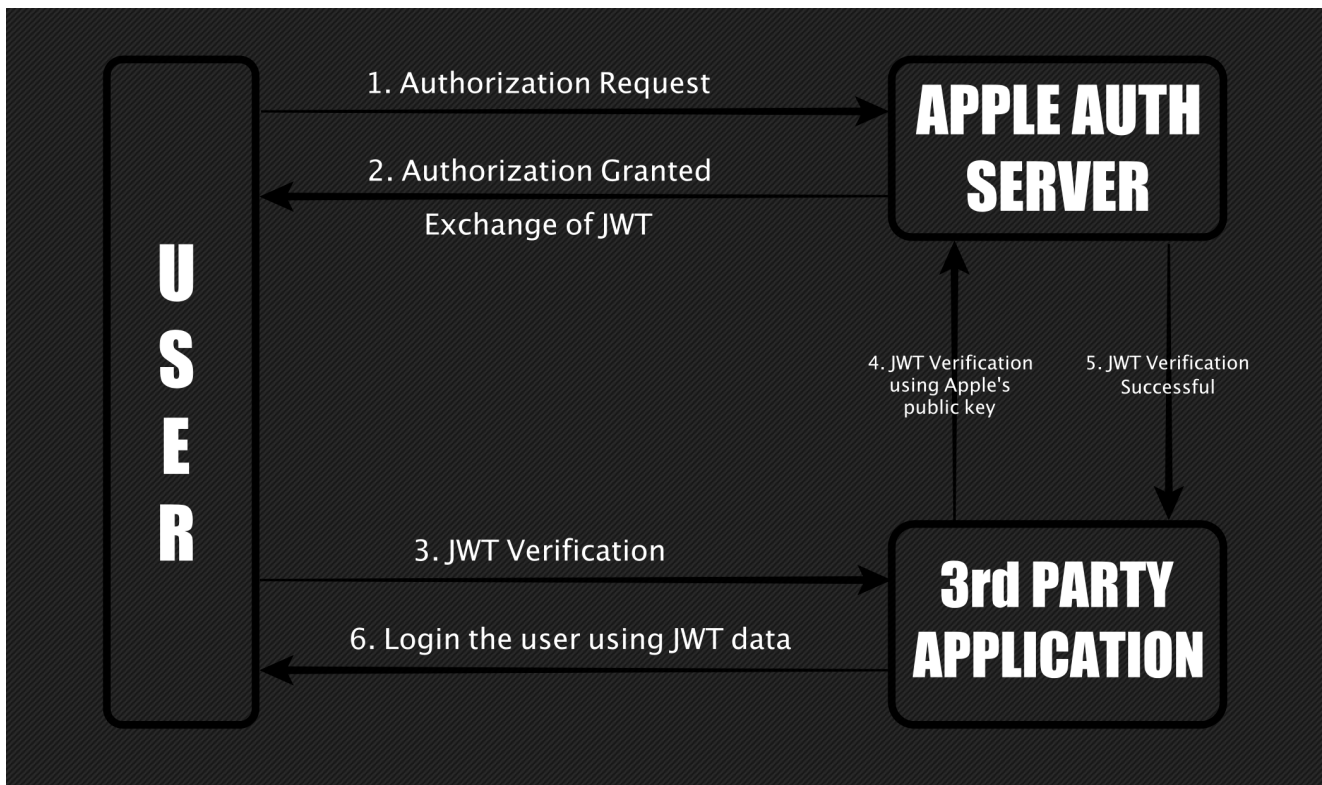 1. Authorization Request
APPLE AUTH
SERVER
2. Authorization Granted
Exchange of JWT
USER
4. JWT Verification
using Apple's
public key
5. JWT Verification
Successful
3. JWT Verification
3rd PARTY
APPLICATION
6. Login the user using JWT data